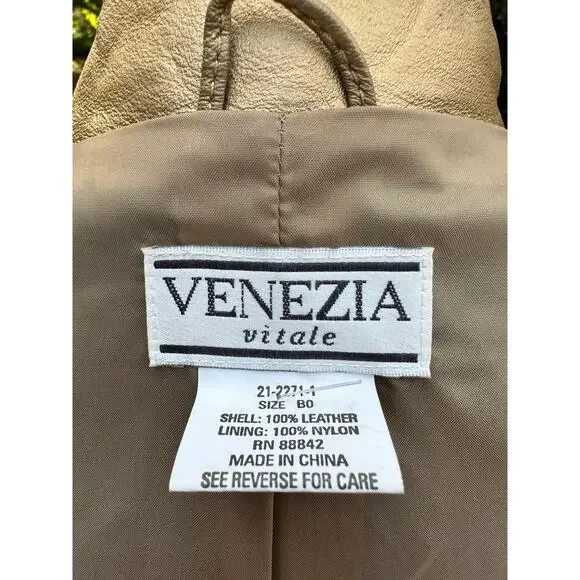 VENEZIA
vitale
21-2271-1
SIZE B0
SHELL: 100% LEATHER
LINING: 100% NYLON
RN 88842
MADE IN CHINA
SEE REVERSE FOR CARE